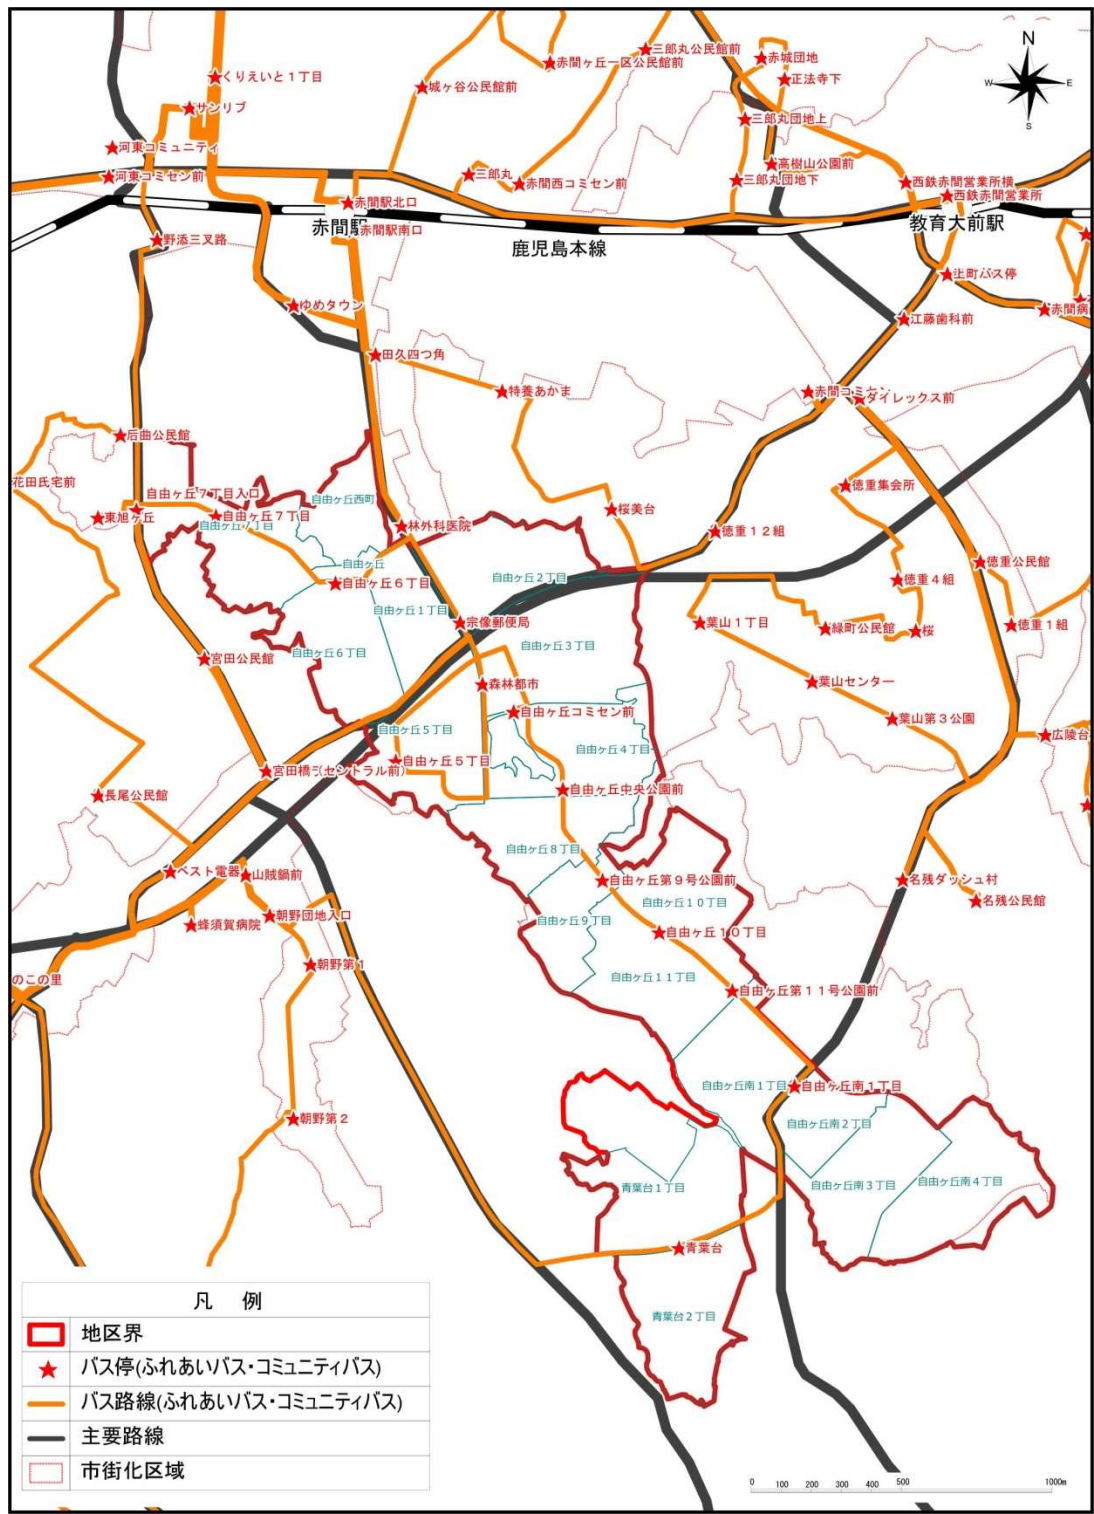 三郎丸公民館前
赤間ヶ丘一区公民館前
赤城団地
N
くりえいと1丁目
城ヶ谷公民館前
正法寺下
W
E
サンリブ
三郎丸団地上
S
河東コミュニティ
高樹山公園前
河東コミセン前
三郎丸
赤間西コミセン前
三郎丸団地下
西鉄赤間営業所横
西鉄赤間営業所
赤間駅北口
赤間駅
赤間駅南口
教育大前駅
野添三叉路
鹿児島本線
辻町バス停
ゆめタウン
赤間病
江藤歯科前
田久四つ角
特養あかま
赤間コミセン
ダイレックス前
后曲公民館
花田氏宅前
自由ヶ丘7丁目入口
自由ヶ丘西町
徳重集会所
東旭ヶ丘
自由ヶ丘7丁目
自由ヶ丘7丁目
林外科医院
桜美台
徳重12組
自由ヶ丘
徳重公民館
自由ヶ丘6丁目
自由ヶ丘2丁目
徳重4組
自由ヶ丘1丁目
宗像郵便局
葉山1丁目
緑町公民館
桜
徳重1組
宮田公民館
自由ヶ丘6丁目
自由ヶ丘3丁目
森林都市
葉山センター
自由ヶ丘コミセン前
葉山第3公園
自由ヶ丘5丁目
自由ヶ丘4丁目
広陵台
自由ヶ丘5丁目
宮田橋
(セントラル前)
長尾公民館
自由ヶ丘中央公園前
自由ヶ丘8丁目
ベスト電器
山賊鍋前
自由ヶ丘第9号公園前
名残ダッシュ村
自由ヶ丘10丁目
名残公民館
朝野団地入口
自由ヶ丘9丁目
蜂須賀病院
自由ヶ丘10丁目
朝野第1
自由ヶ丘11丁目
のこの里
自由ヶ丘第11号公園前
自由ヶ丘南1丁目
自由ヶ丘南1丁目
朝野第2
自由ヶ丘南2丁目
青葉台1丁目
自由ヶ丘南3丁目
自由ヶ丘南4丁目
青葉台
青葉台2丁目
凡 例
地区界
バス停(ふれあいバス・コミュニティバス)
バス路線(ふれあいバス・コミュニティバス)
主要路線
市街化区域
0 100 200 300 400 500 1000m